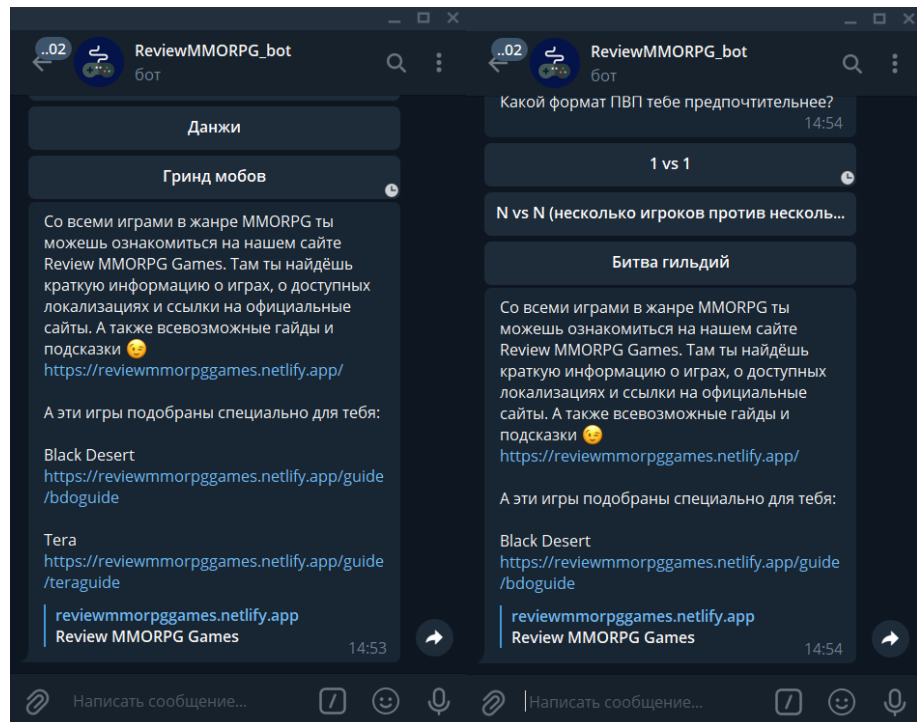 ..02
ReviewMMORPG_bot
бот
Данжи
Гринд мобов
Со всеми играми в жанре MMORPG ты
можешь ознакомиться на нашем сайте
Review MMORPG Games. Там ты найдёшь
краткую информацию о играх, о доступных
локализациях и ссылки на официальные
сайты. А также всевозможные гайды и
подсказки 😉
https://reviewmmorpggames.netlify.app/
А эти игры подобраны специально для тебя:
Black Desert
https://reviewmmorpggames.netlify.app/guide
/bdoguide
Tera
https://reviewmmorpggames.netlify.app/guide
/teraguide
reviewmmorpggames.netlify.app
Review MMORPG Games
14:53
Написать сообщение...
..02
ReviewMMORPG_bot
бот
Какой формат ПВП тебе предпочтительнее?
14:54
1 vs 1
N vs N (несколько игроков против несколь...
Битва гильдий
Со всеми играми в жанре MMORPG ты
можешь ознакомиться на нашем сайте
Review MMORPG Games. Там ты найдёшь
краткую информацию о играх, о доступных
локализациях и ссылки на официальные
сайты. А также всевозможные гайды и
подсказки 😉
https://reviewmmorpggames.netlify.app/
А эти игры подобраны специально для тебя:
Black Desert
https://reviewmmorpggames.netlify.app/guide
/bdoguide
reviewmmorpggames.netlify.app
Review MMORPG Games
14:54
Написать сообщение...